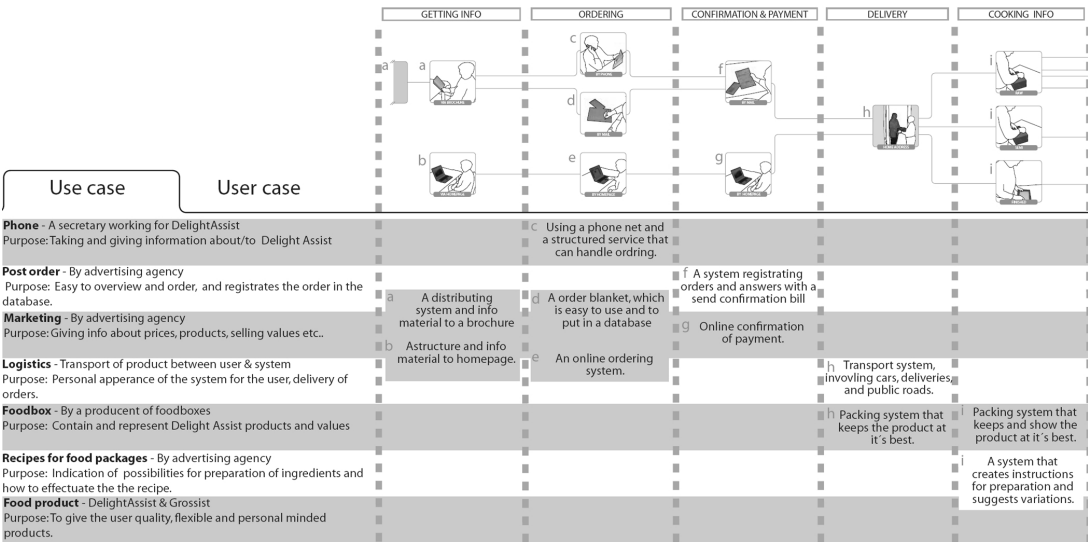 GETTING INFO
ORDERING
CONFIRMATION & PAYMENT
DELIVERY
COOKING INFO
a
a
c
BY PHONE
d
BY MAIL
f
BY MAIL
h
i
i
i
b
e
g
Use case
User case
Phone - A secretary working for DelightAssist
Purpose: Taking and giving information about/to Delight Assist
c Using a phone net and
a structured service that
can handle ordring.
Post order - By advertising agency
Purpose: Easy to overview and order, and registrates the order in the
database.
f A system registrating
orders and answers with a
send confirmation bill
Marketing - By advertising agency
Purpose: Giving info about prices, products, selling values etc..
a A distributing
system and info
material to a brochure
b Astructure and info
material to homepage.
d A order blanket, which
is easy to use and to
put in a database
e An online ordering
system.
g Online confirmation
of payment.
Logistics - Transport of product between user & system
Purpose: Personal apperance of the system for the user, delivery of
orders.
h Transport system,
invovling cars, deliveries,
and public roads.
Foodbox - By a producent of foodboxes
Purpose: Contain and represent Delight Assist products and values
h Packing system that
keeps the product at
it´s best.
i Packing system that
keeps and show the
product at it´s best.
Recipes for food packages - By advertising agency
Purpose: Indication of possibilities for preparation of ingredients and
how to effectuate the the recipe.
i A system that
creates instructions
for preparation and
suggests variations.
Food product - DelightAssist & Grossist
Purpose: To give the user quality, flexible and personal minded
products.